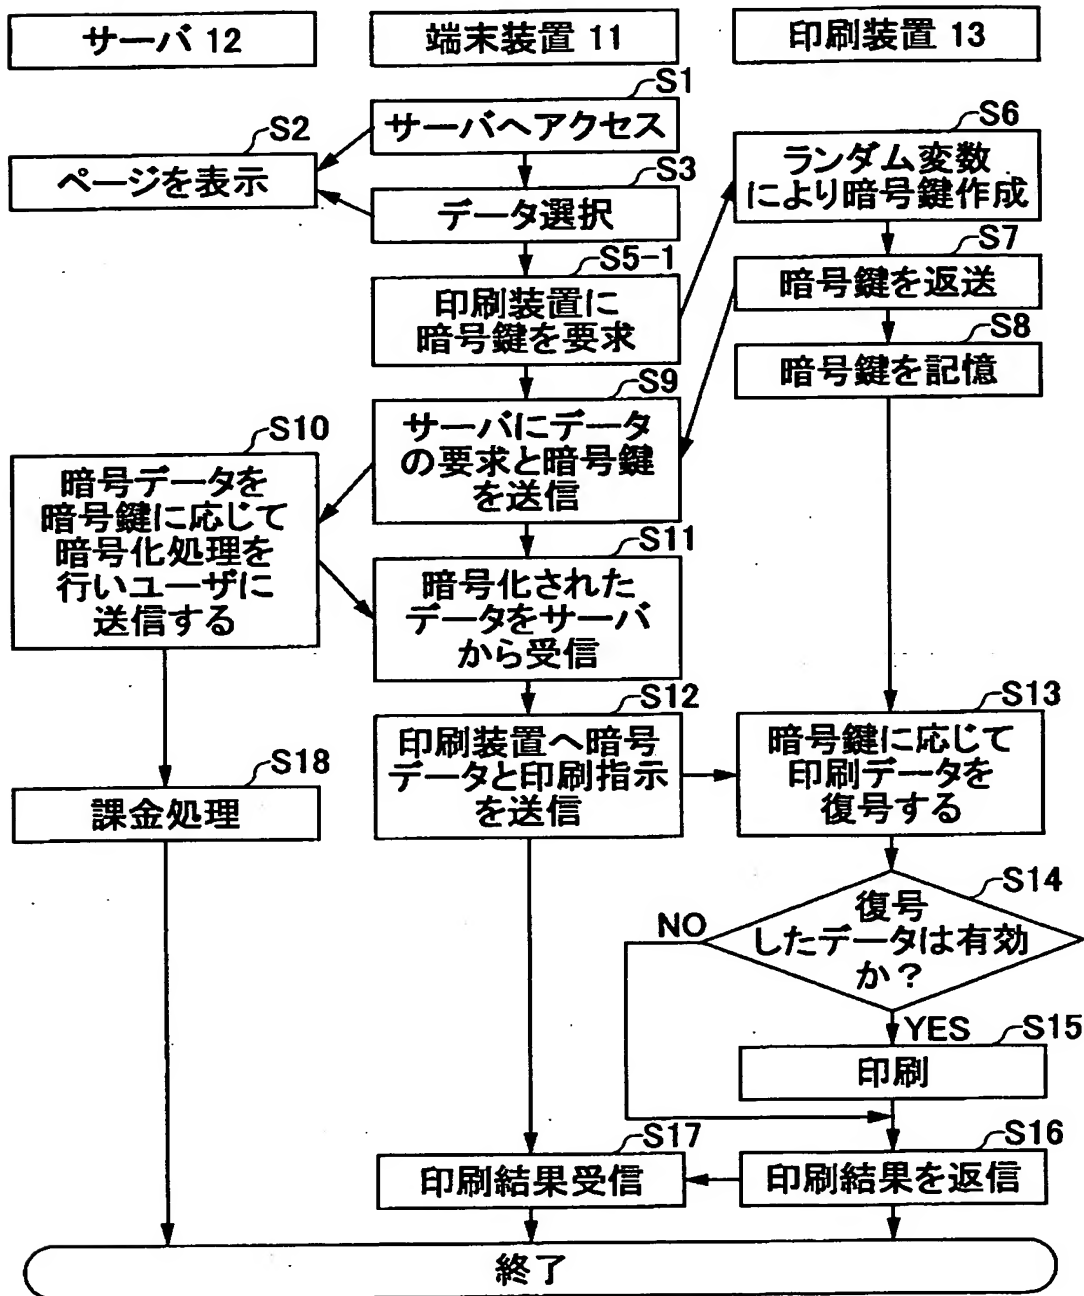 サーバ 12
端末装置 11
印刷装置 13
S1
サーバへアクセス
S2
ページを表示
S3
データ選択
S5-1
印刷装置に
暗号鍵を要求
S6
ランダム変数
により暗号鍵作成
S7
暗号鍵を返送
S8
暗号鍵を記憶
S9
サーバにデータ
の要求と暗号鍵
を送信
S10
暗号データを
暗号鍵に応じて
暗号化処理を
行いユーザに
送信する
S11
暗号化された
データをサーバ
から受信
S12
印刷装置へ暗号
データと印刷指示
を送信
S13
暗号鍵に応じて
印刷データを
復号する
S18
課金処理
S14
復号
したデータは有効
か？
NO
YES
S15
印刷
S16
印刷結果を返信
S17
印刷結果受信
終了